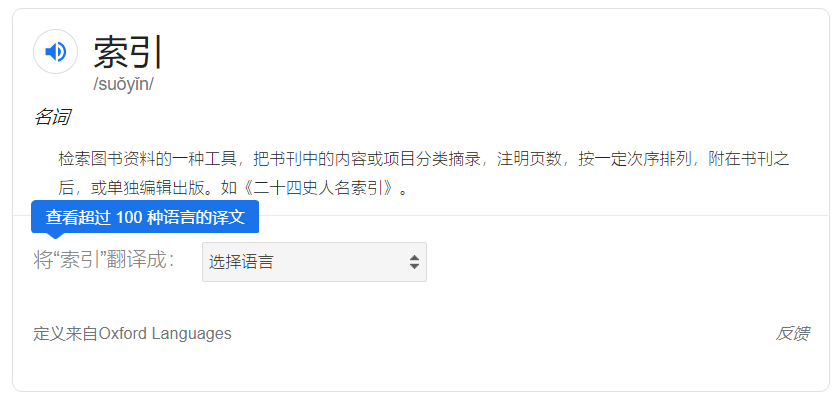 索引
/suǒyǐn/
名词
检索图书资料的一种工具，把书刊中的内容或项目分类摘录，注明页数，按一定次序排列，附在书刊之
后，或单独编辑出版。如《二十四史人名索引》。
查看超过 100 种语言的译文
将“索引”翻译成：
选择语言
定义来自Oxford Languages
反馈